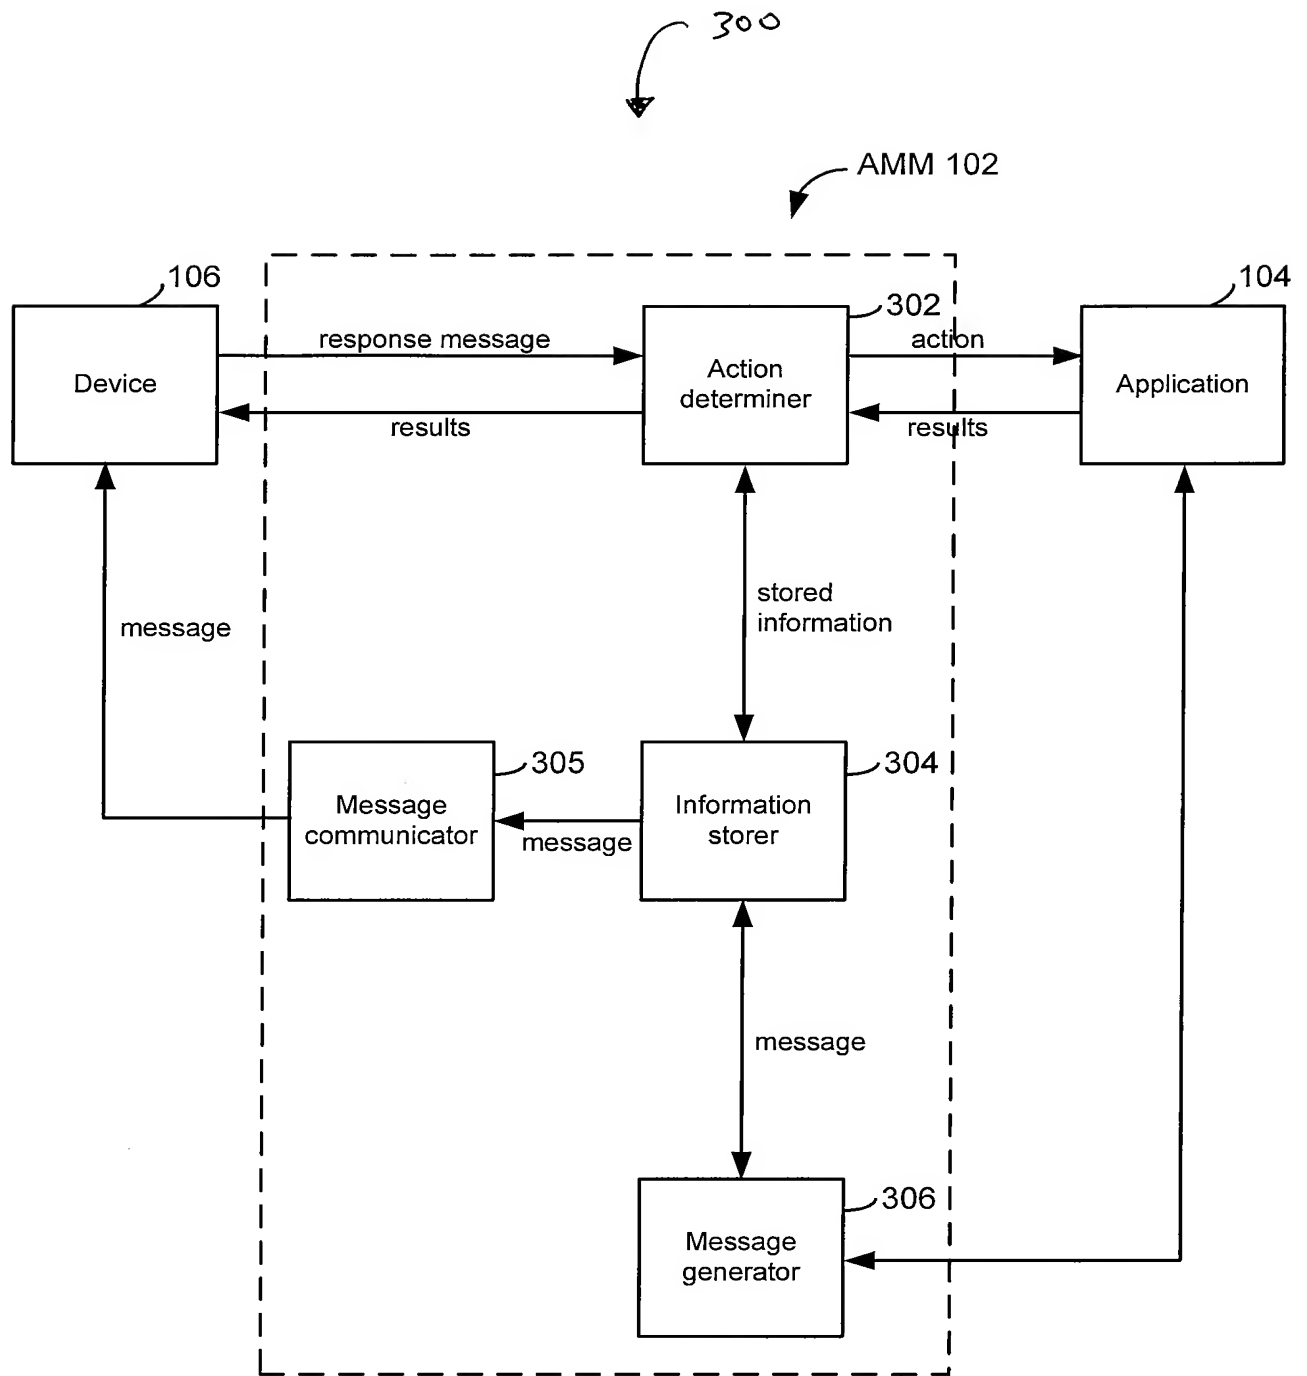 300
AMM 102
106
302
104
response message
action
Device
Action
determiner
Application
results
results
stored
information
message
305
304
Message
communicator
Information
storer
message
message
306
Message
generator